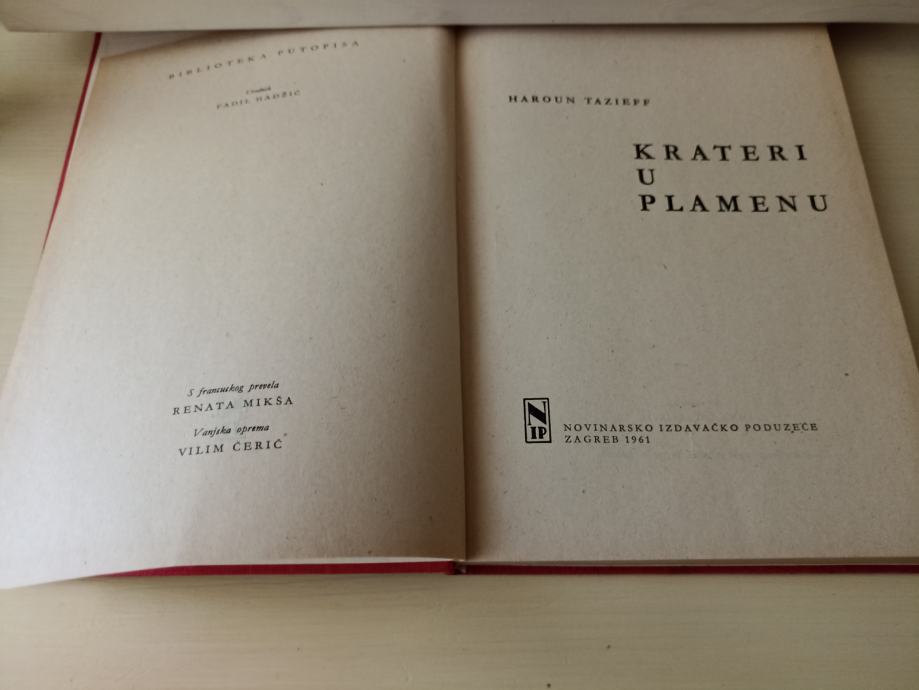 BIBLIOTEKA PUTOPISA
Urednik
FADIL HADŽIĆ
S francuskog prevela
RENATA MIKŠA
Vanjska oprema
VILIM ČERIĆ
HAROUN TAZIEFF
KRATERI
U
PLAMENU
NIP
NOVINARSKO IZDAVAČKO PODUZEĆE
ZAGREB 1961